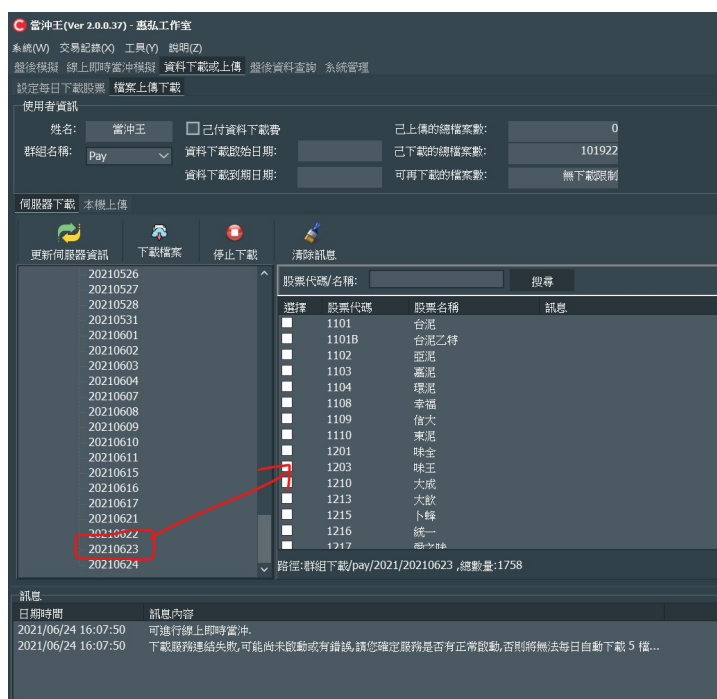 當沖王(Ver 2.0.0.37) - 惠弘工作室
系統(W) 交易記錄(X) 工具(Y) 說明(Z)
盤後模擬 線上即時當沖模擬 資料下載或上傳 盤後資料查詢 系統管理
設定每日下載股票 檔案上傳下載
使用者資訊
姓名: 當沖王 己付資料下載費 己上傳的總檔案數: 0
群組名稱: Pay 資料下載啟始日期: 己下載的總檔案數: 101922
資料下載到期日期: 可再下載的檔案數: 無下載限制
伺服器下載 本機上傳
更新伺服器資訊 下載檔案 停止下載 清除訊息
20210526
20210527
20210528
20210531
20210601
20210602
20210603
20210604
20210607
20210608
20210609
20210610
20210611
20210615
20210616
20210617
20210621
20210622
20210623
20210624
股票代碼/名稱: 搜尋
選擇 股票代碼 股票名稱 訊息
1101 台泥
1101B 台泥乙特
1102 亞泥
1103 嘉泥
1104 環泥
1108 幸福
1109 信大
1110 東泥
1201 味全
1203 味王
1210 大成
1213 大飲
1215 卜蜂
1216 統一
1217 愛之味
路徑:群組下載/pay/2021/20210623 ,總數量:1758
訊息
日期時間 訊息內容
2021/06/24 16:07:50 可進行線上即時當沖.
2021/06/24 16:07:50 下載服務連結失敗,可能尚未啟動或有錯誤,請您確定服務是否有正常啟動,否則將無法每日自動下載 5 檔...